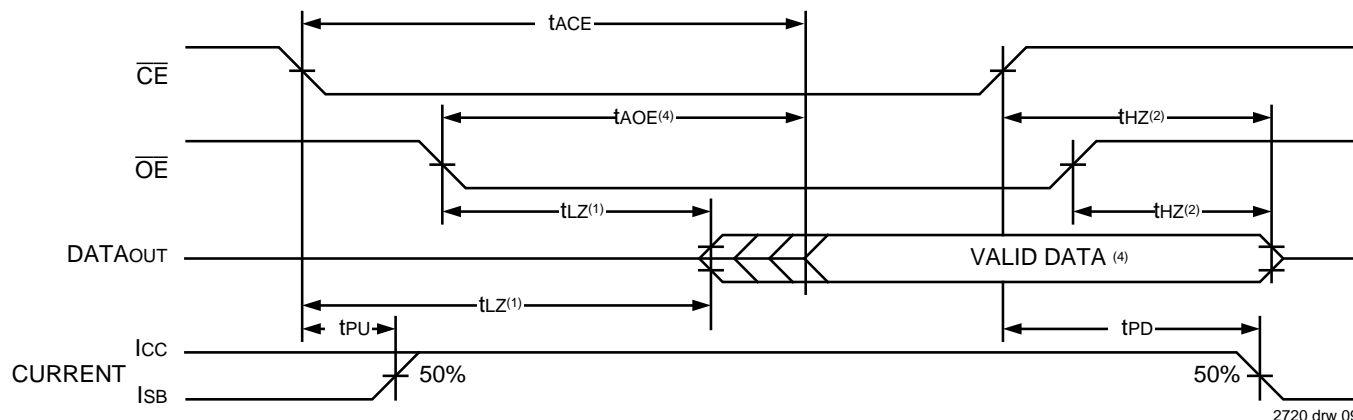 tACE
CE
tAOE(4)
tHZ(2)
OE
tLZ(1)
tHZ(2)
DATAOUT
VALID DATA (4)
tLZ(1)
tPU
tPD
ICC
CURRENT
50%
50%
ISB
2720 drw 09